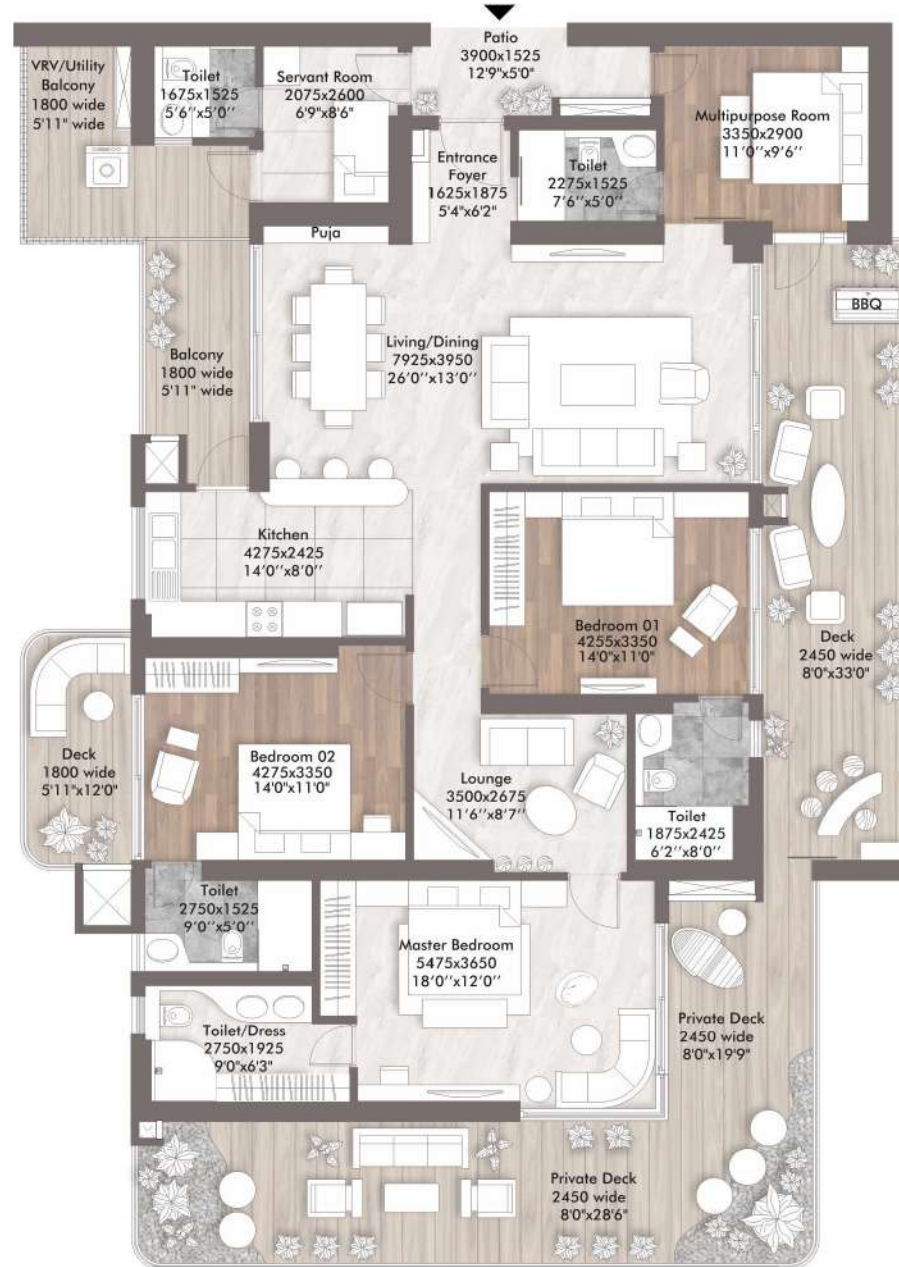 Patio
3900x1525
12'9"x5'0"
VRV/Utility
Balcony
1800 wide
5'11" wide
Toilet
1675x1525
5'6"x5'0"
Servant Room
2075x2600
6'9"x8'6"
Multipurpose Room
3350x2900
11'0"x9'6"
Entrance
Foyer
1625x1875
5'4"x6'2"
Toilet
2275x1525
7'6"x5'0"
Puja
BBQ
Living/Dining
7925x3950
26'0"x13'0"
Balcony
1800 wide
5'11" wide
Kitchen
4275x2425
14'0"x8'0"
Bedroom 01
4255x3350
14'0"x11'0"
Deck
2450 wide
8'0"x33'0"
Deck
1800 wide
5'11"x12'0"
Bedroom 02
4275x3350
14'0"x11'0"
Lounge
3500x2675
11'6"x8'7"
Toilet
1875x2425
6'2"x8'0"
Toilet
2750x1525
9'0"x5'0"
Master Bedroom
5475x3650
18'0"x12'0"
Private Deck
2450 wide
8'0"x19'9"
Toilet/Dress
2750x1925
9'0"x6'3"
Private Deck
2450 wide
8'0"x28'6"